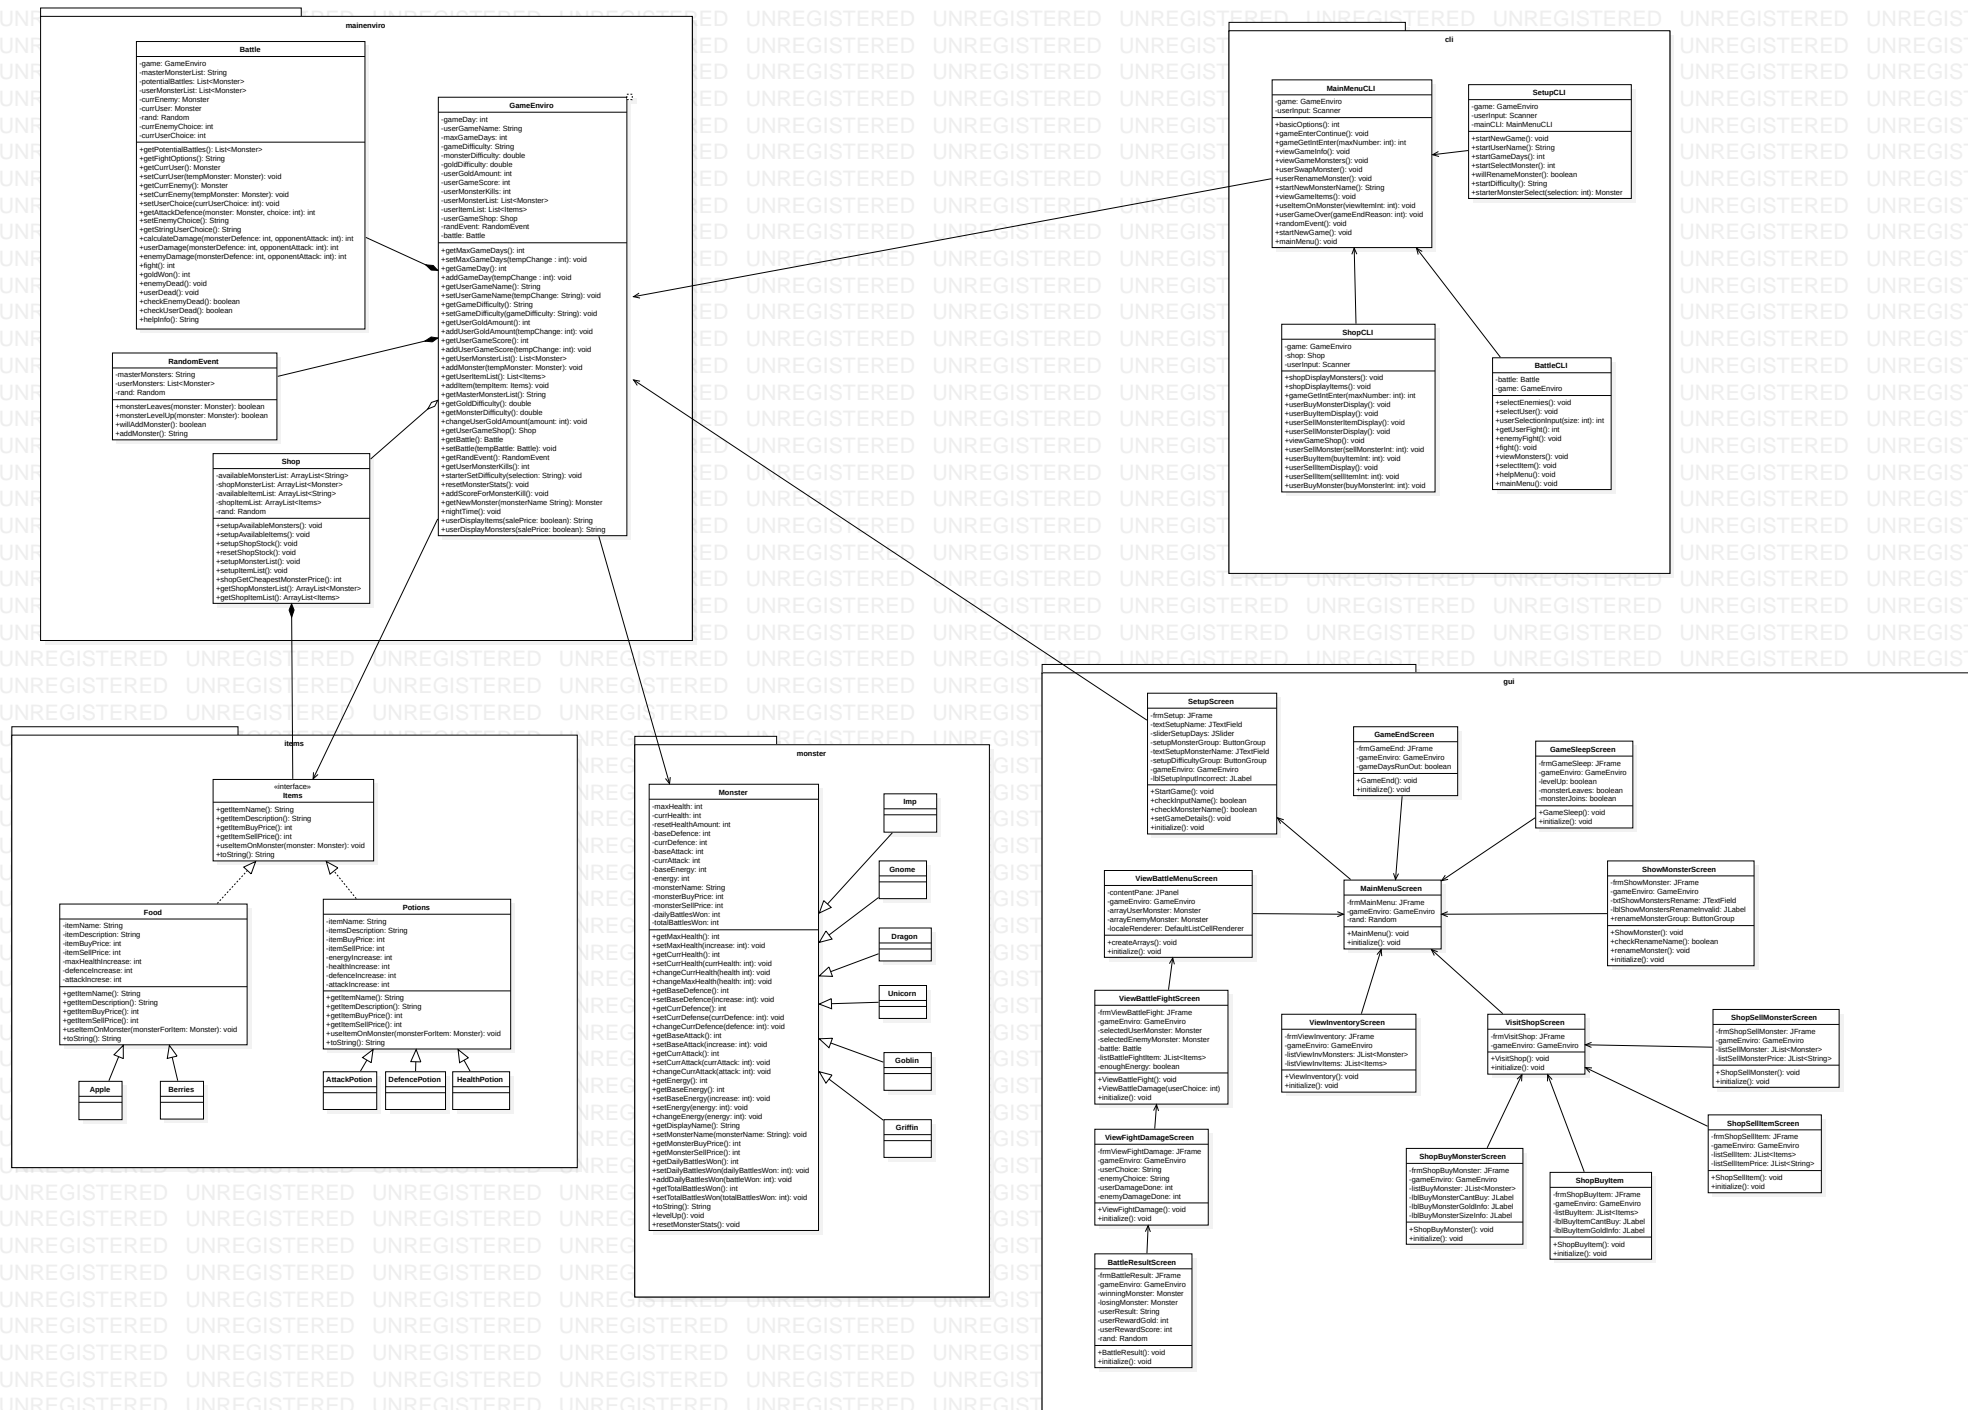 mainenviro
Battle
-game: GameEnviro
-masterMonsterList: String
-potentialBattles: List<Monster>
-userMonsterList: List<Monster>
-currEnemy: Monster
-currUser: Monster
-rand: Random
-currEnemyChoice: int
-currUserChoice: int
+getPotentialBattles(): List<Monster>
+getFightOptions(): String
+getCurrUser(): Monster
+setCurrUser(tempMonster: Monster): void
+getCurrEnemy(): Monster
+setCurrEnemy(tempMonster: Monster): void
+setUserChoice(currUserChoice: int): void
+getAttackDefence(monster: Monster, choice: int): int
+setEnemyChoice(): String
+getStringUserChoice(): String
+calculateDamage(monsterDefence: int, opponentAttack: int): int
+userDamage(monsterDefence: int, opponentAttack: int): int
+enemyDamage(monsterDefence: int, opponentAttack: int): int
+fight(): int
+goldWon(): int
+enemyDead(): void
+userDead(): void
+checkEnemyDead(): boolean
+checkUserDead(): boolean
+helpInfo(): String
GameEnviro
-gameDay: int
-userGameName: String
-maxGameDays: int
-gameDifficulty: String
-monsterDifficulty: double
-goldDifficulty: double
-userGoldAmount: int
-userGameScore: int
-userMonsterKills: int
-userMonsterList: List<Monster>
-userItemList: List<Items>
-userGameShop: Shop
-randEvent: RandomEvent
-battle: Battle
+getMaxGameDays(): int
+setMaxGameDays(tempChange : int): void
+getGameDay(): int
+addGameDay(tempChange : int): void
+getUserGameName(): String
+setUserGameName(tempChange: String): void
+getGameDifficulty(): String
+setGameDifficulty(gameDifficulty: String): void
+getUserGoldAmount(): int
+addUserGoldAmount(tempChange: int): void
+getUserGameScore(): int
+addUserGameScore(tempChange: int): void
+getUserMonsterList(): List<Monster>
+addMonster(tempMonster: Monster): void
+getUserItemList(): List<Items>
+addItem(tempItem: Items): void
+getMasterMonsterList(): String
+getGoldDifficulty(): double
+getMonsterDifficulty(): double
+changeUserGoldAmount(amount: int): void
+getUserGameShop(): Shop
+getBattle(): Battle
+setBattle(tempBattle: Battle): void
+getRandEvent(): RandomEvent
+getUserMonsterKills(): int
+starterSetDifficulty(selection: String): void
+resetMonsterStats(): void
+addScoreForMonsterKill(): void
+getNewMonster(monsterName String): Monster
+nightTime(): void
+userDisplayItems(salePrice: boolean): String
+userDisplayMonsters(salePrice: boolean): String
RandomEvent
-masterMonsters: String
-userMonsters: List<Monster>
-rand: Random
+monsterLeaves(monster: Monster): boolean
+monsterLevelUp(monster: Monster): boolean
+willAddMonster(): boolean
+addMonster(): String
Shop
-availableMonsterList: ArrayList<String>
-shopMonsterList: ArrayList<Monster>
-availableItemList: ArrayList<String>
-shopItemList: ArrayList<Items>
-rand: Random
+setupAvailableMonsters(): void
+setupAvailableItems(): void
+setupShopStock(): void
+resetShopStock(): void
+setupMonsterList(): void
+setupItemList(): void
+shopGetCheapestMonsterPrice(): int
+getShopMonsterList(): ArrayList<Monster>
+getShopItemList(): ArrayList<Items>
cli
MainMenuCLI
-game: GameEnviro
-userInput: Scanner
+basicOptions(): int
+gameEnterContinue(): void
+gameGetIntEnter(maxNumber: int): int
+viewGameInfo(): void
+viewGameMonsters(): void
+userSwapMonster(): void
+userRenameMonster(): void
+startNewMonsterName(): String
+viewGameItems(): void
+useItemOnMonster(viewItemInt: int): void
+userGameOver(gameEndReason: int): void
+randomEvent(): void
+startNewGame(): void
+mainMenu(): void
SetupCLI
-game: GameEnviro
-userInput: Scanner
-mainCLI: MainMenuCLI
+startNewGame(): void
+startUserName(): String
+startGameDays(): int
+startSelectMonster(): int
+willRenameMonster(): boolean
+startDifficulty(): String
+starterMonsterSelect(selection: int): Monster
ShopCLI
-game: GameEnviro
-shop: Shop
-userInput: Scanner
+shopDisplayMonsters(): void
+shopDisplayItems(): void
+gameGetIntEnter(maxNumber: int): int
+userBuyMonsterDisplay(): void
+userBuyItemDisplay(): void
+userSellMonsterItemDisplay(): void
+userSellMonsterDisplay(): void
+viewGameShop(): void
+userSellMonster(sellMonsterInt: int): void
+userBuyItem(buyItemInt: int): void
+userSellItemDisplay(): void
+userSellItem(sellItemInt: int): void
+userBuyMonster(buyMonsterInt: int): void
BattleCLI
-battle: Battle
-game: GameEnviro
+selectEnemies(): void
+selectUser(): void
+userSelectionInput(size: int): int
+getUserFight(): int
+enemyFight(): void
+fight(): void
+viewMonsters(): void
+selectItem(): void
+helpMenu(): void
+mainMenu(): void
items
«interface»
Items
+getItemName(): String
+getItemDescription(): String
+getItemBuyPrice(): int
+getItemSellPrice(): int
+useItemOnMonster(monster: Monster): void
+toString(): String
Food
-itemName: String
-itemDescription: String
-itemBuyPrice: int
-itemSellPrice: int
-maxHealthIncrease: int
-defenceIncrease: int
-attackIncrese: int
+getItemName(): String
+getItemDescription(): String
+getItemBuyPrice(): int
+getItemSellPrice(): int
+useItemOnMonster(monsterForItem: Monster): void
+toString(): String
Potions
-itemName: String
-itemsDescription: String
-itemBuyPrice: int
-itemSellPrice: int
-energyIncrease: int
-healthIncrease: int
-defenceIncrease: int
-attackIncrease: int
+getItemName(): String
+getItemDescription(): String
+getItemBuyPrice(): int
+getItemSellPrice(): int
+useItemOnMonster(monsterForItem: Monster): void
+toString(): String
Apple
Berries
AttackPotion
DefencePotion
HealthPotion
monster
Monster
-maxHealth: int
-currHealth: int
-resetHealthAmount: int
-baseDefence: int
-currDefence: int
-baseAttack: int
-currAttack: int
-baseEnergy: int
-energy: int
-monsterName: String
-monsterBuyPrice: int
-monsterSellPrice: int
-dailyBattlesWon: int
-totalBattlesWon: int
+getMaxHealth(): int
+setMaxHealth(increase: int): void
+getCurrHealth(): int
+setCurrHealth(currHealth: int): void
+changeCurrHealth(health int): void
+changeMaxHealth(health: int): void
+getBaseDefence(): int
+setBaseDefence(increase: int): void
+getCurrDefence(): int
+setCurrDefense(currDefence: int): void
+changeCurrDefence(defence: int): void
+getBaseAttack(): int
+setBaseAttack(increase: int): void
+getCurrAttack(): int
+setCurrAttack(currAttack: int): void
+changeCurrAttack(attack: int): void
+getEnergy(): int
+getBaseEnergy(): int
+setBaseEnergy(increase: int): void
+setEnergy(energy: int): void
+changeEnergy(energy: int): void
+getDisplayName(): String
+setMonsterName(monsterName: String): void
+getMonsterBuyPrice(): int
+getMonsterSellPrice(): int
+getDailyBattlesWon(): int
+setDailyBattlesWon(dailyBattlesWon: int): void
+addDailyBattlesWon(battleWon: int): void
+getTotalBattlesWon(): int
+setTotalBattlesWon(totalBattlesWon: int): void
+toString(): String
+levelUp(): void
+resetMonsterStats(): void
Imp
Gnome
Dragon
Unicorn
Goblin
Griffin
gui
SetupScreen
-frmSetup: JFrame
-textSetupName: JTextField
-sliderSetupDays: JSlider
-setupMonsterGroup: ButtonGroup
-textSetupMonsterName: JTextField
-setupDifficultyGroup: ButtonGroup
-gameEnviro: GameEnviro
-lblSetupInputIncorrect: JLabel
+StartGame(): void
+checkInputName(): boolean
+checkMonsterName(): boolean
+setGameDetails(): void
+initialize(): void
GameEndScreen
-frmGameEnd: JFrame
-gameEnviro: GameEnviro
-gameDaysRunOut: boolean
+GameEnd(): void
+initialize(): void
GameSleepScreen
-frmGameSleep: JFrame
-gameEnviro: GameEnviro
-levelUp: boolean
-monsterLeaves: boolean
-monsterJoins: boolean
+GameSleep(): void
+initialize(): void
ViewBattleMenuScreen
-contentPane: JPanel
-gameEnviro: GameEnviro
-arrayUserMonster: Monster
-arrayEnemyMonster: Monster
-localeRenderer: DefaultListCellRenderer
+createArrays(): void
+initialize(): void
MainMenuScreen
-frmMainMenu: JFrame
-gameEnviro: GameEnviro
-rand: Random
+MainMenu(): void
+initialize(): void
ShowMonsterScreen
-frmShowMonster: JFrame
-gameEnviro: GameEnviro
-txtShowMonstersRename: JTextField
-lblShowMonstersRenameInvalid: JLabel
+renameMonsterGroup: ButtonGroup
+ShowMonster(): void
+checkRenameName(): boolean
+renameMonster(): void
+initialize(): void
ViewBattleFightScreen
-frmViewBattleFight: JFrame
-gameEnviro: GameEnviro
-selectedUserMonster: Monster
-selectedEnemyMonster: Monster
-battle: Battle
-listBattleFightItem: JList<Items>
-enoughEnergy: boolean
+ViewBattleFight(): void
+ViewBattleDamage(userChoice: int)
+initialize(): void
ViewInventoryScreen
-frmViewInventory: JFrame
-gameEnviro: GameEnviro
-listViewInvMonsters: JList<Monster>
-listViewInvItems: JList<Items>
+ViewInventory(): void
+initialize(): void
VisitShopScreen
-frmVisitShop: JFrame
-gameEnviro: GameEnviro
+VisitShop(): void
+initialize(): void
ShopSellMonsterScreen
-frmShopSellMonster: JFrame
-gameEnviro: GameEnviro
-listSellMonster: JList<Monster>
-listSellMonsterPrice: JList<String>
+ShopSellMonster(): void
+initialize(): void
ViewFightDamageScreen
-frmViewFightDamage: JFrame
-gameEnviro: GameEnviro
-userChoice: String
-enemyChoice: String
-userDamageDone: int
-enemyDamageDone: int
+ViewFightDamage(): void
+initialize(): void
ShopBuyMonsterScreen
-frmShopBuyMonster: JFrame
-gameEnviro: GameEnviro
-listBuyMonster: JList<Monster>
-lblBuyMonsterCantBuy: JLabel
-lblBuyMonsterGoldInfo: JLabel
-lblBuyMonsterSizeInfo: JLabel
+ShopBuyMonster(): void
+initialize(): void
ShopBuyItem
-frmShopBuyItem: JFrame
-gameEnviro: GameEnviro
-listBuyItem: JList<Items>
-lblBuyItemCantBuy: JLabel
-lblBuyItemGoldInfo: JLabel
+ShopBuyItem(): void
+initialize(): void
ShopSellItemScreen
-frmShopSellItem: JFrame
-gameEnviro: GameEnviro
-listSellItem: JList<Items>
-listSellItemPrice: JList<String>
+ShopSellItem(): void
+initialize(): void
BattleResultScreen
-frmBattleResult: JFrame
-gameEnviro: GameEnviro
-winningMonster: Monster
-losingMonster: Monster
-userResult: String
-userRewardGold: int
-userRewardScore: int
-rand: Random
+BattleResult(): void
+initialize(): void
UNREGISTERED